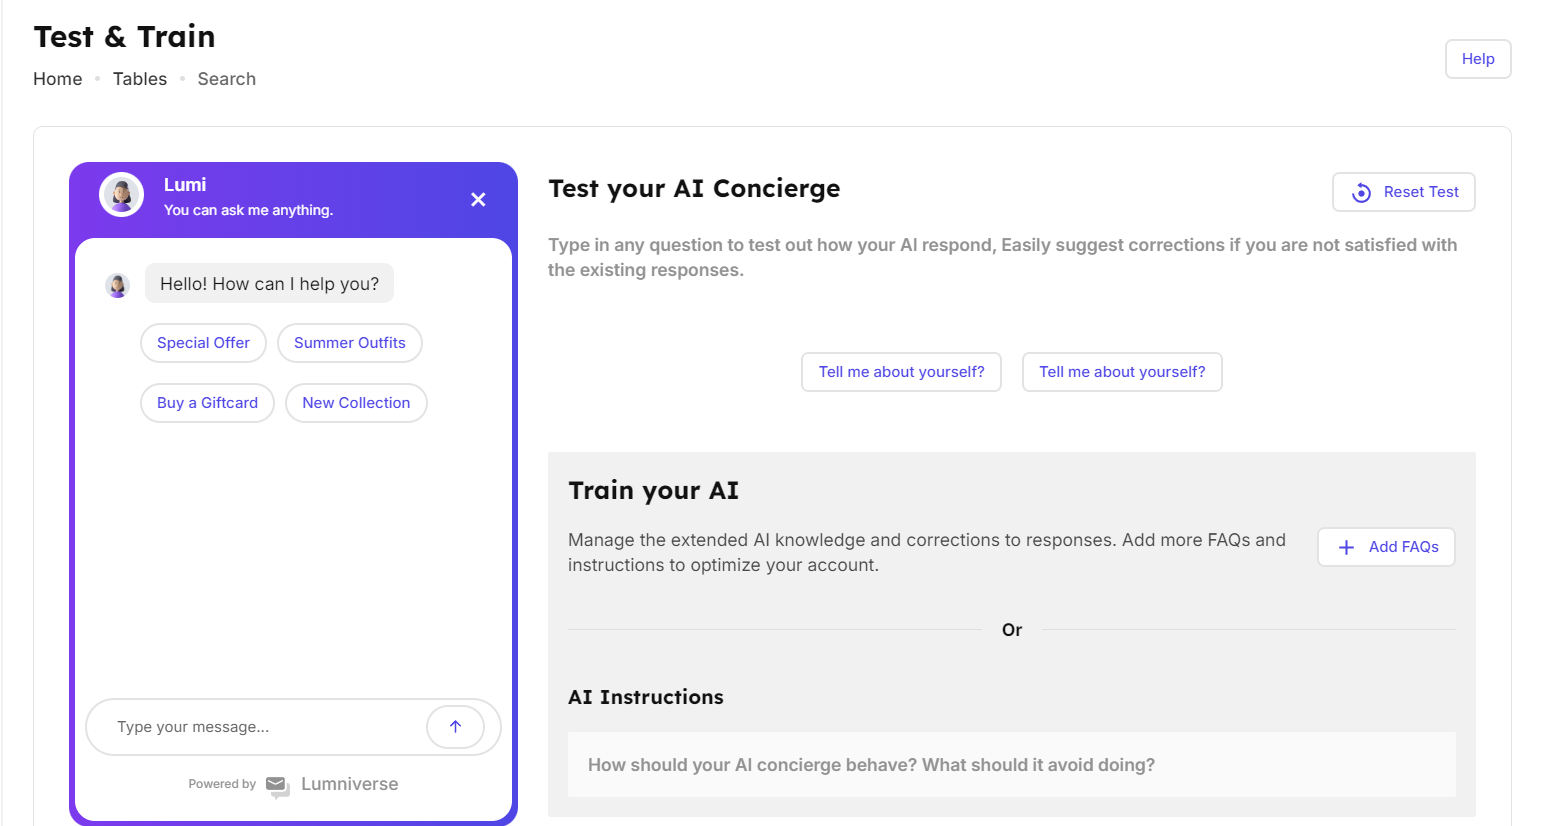 Test & Train
Home • Tables • Search
Help
Lumi
You can ask me anything.
Hello! How can I help you?
Special Offer
Summer Outfits
Buy a Giftcard
New Collection
Type your message...
Powered by Lumniverse
Test your AI Concierge
Reset Test
Type in any question to test out how your AI respond, Easily suggest corrections if you are not satisfied with
the existing responses.
Tell me about yourself?
Tell me about yourself?
Train your AI
Manage the extended AI knowledge and corrections to responses. Add more FAQs and
instructions to optimize your account.
Add FAQs
Or
AI Instructions
How should your AI concierge behave? What should it avoid doing?